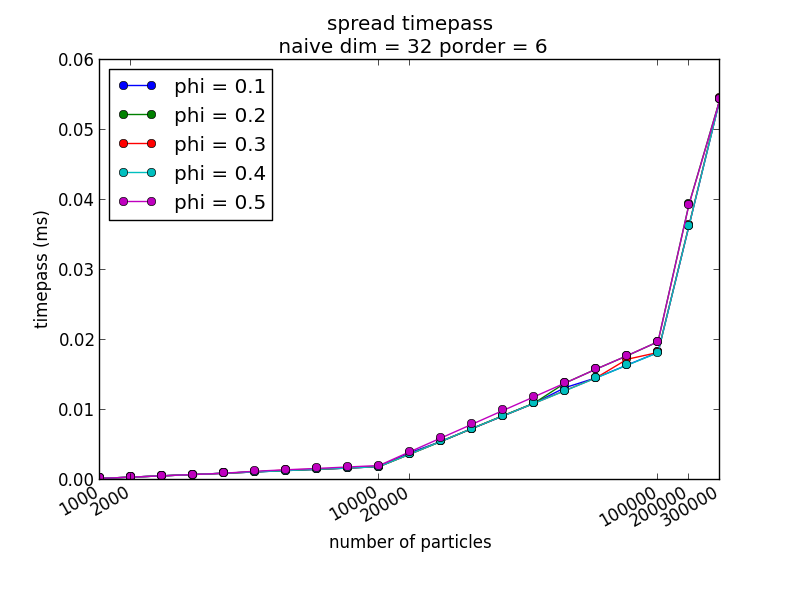 spread timepass
naive dim = 32 porder = 6
0.06
0.05
0.04
0.03
0.02
0.01
0.00
timepass (ms)
phi = 0.1
phi = 0.2
phi = 0.3
phi = 0.4
phi = 0.5
1000
2000
10000
20000
100000
200000
300000
number of particles